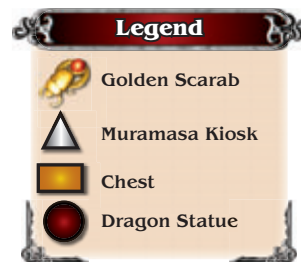 Legend
Golden Scarab
Muramasa Kiosk
Chest
Dragon Statue